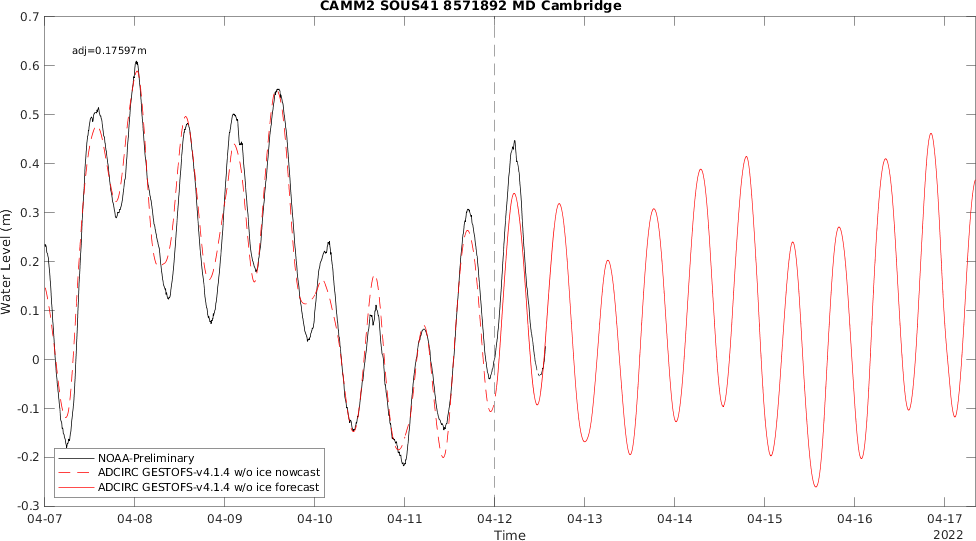 CAMM2 SOUS41 8571892 MD Cambridge
adj=0.17597m
0.7
0.6
0.5
0.4
0.3
0.2
0.1
0
-0.1
-0.2
-0.3
Water Level (m)
NOAA-Preliminary
ADCIRC GESTOFS-v4.1.4 w/o ice nowcast
ADCIRC GESTOFS-v4.1.4 w/o ice forecast
04-07 04-08 04-09 04-10 04-11 04-12 04-13 04-14 04-15 04-16 04-17
Time 2022